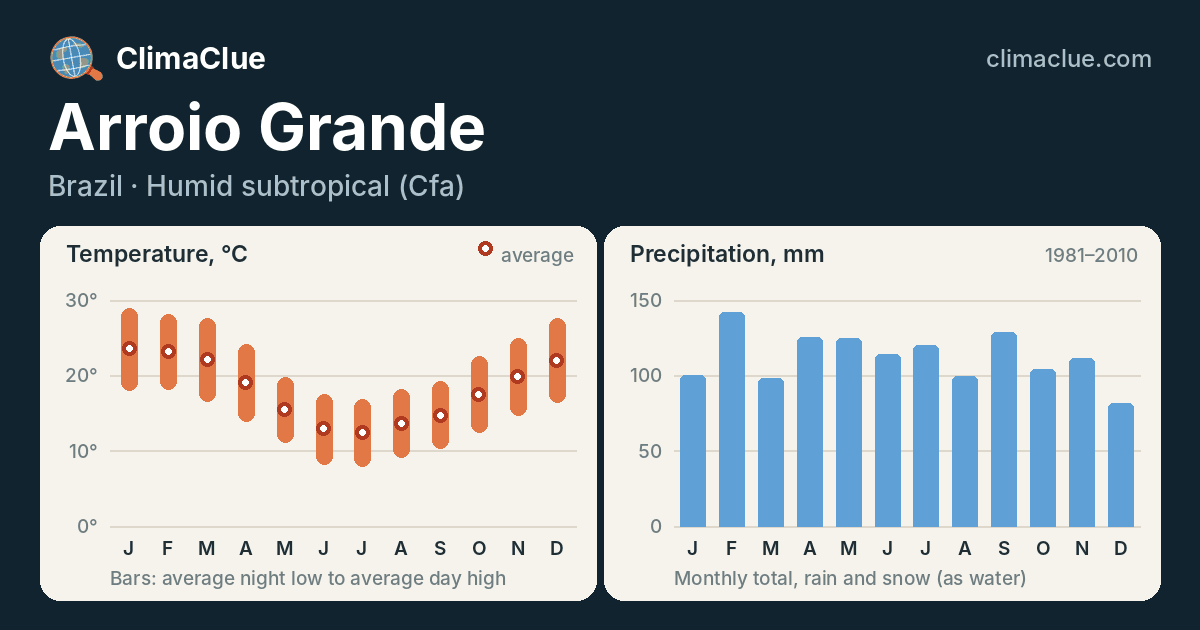 ClimaClue
climaclue.com
Arroio Grande
Brazil · Humid subtropical (Cfa)
Temperature, °C
average
30°
20°
10°
0°
J F M A M J J A S O N D
Bars: average night low to average day high
Precipitation, mm
1981–2010
150
100
50
0
J F M A M J J A S O N D
Monthly total, rain and snow (as water)